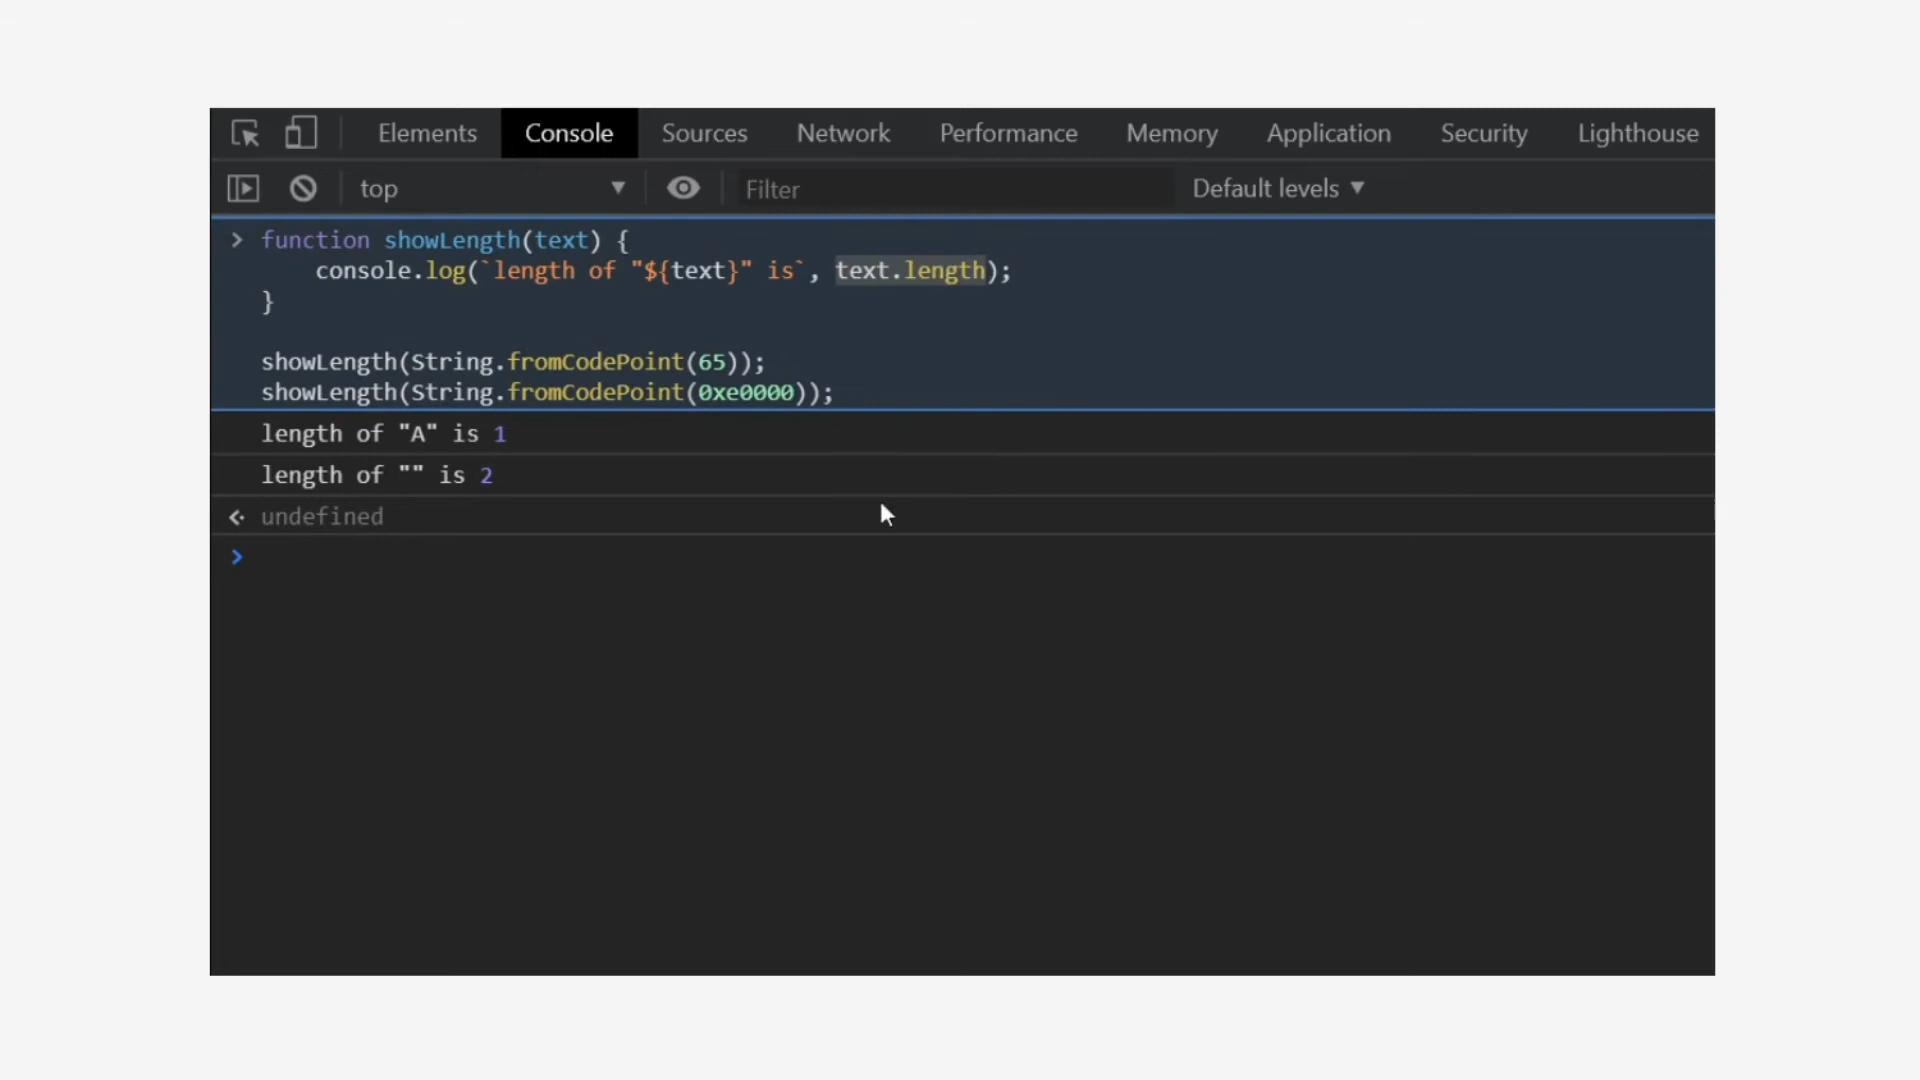 Elements Console Sources Network Performance Memory Application Security Lighthouse
top Filter Default levels
function showLength(text) {
    console.log(`length of "${text}" is`, text.length);
}
showLength(String.fromCodePoint(65));
showLength(String.fromCodePoint(0xe0000));
length of "A" is 1
length of "" is 2
undefined